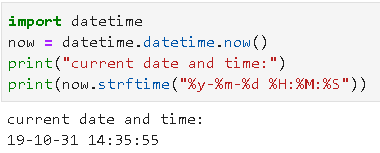 import datetime
now = datetime.datetime.now()
print("current date and time:")
print(now.strftime("%y-%m-%d %H:%M:%S"))
current date and time:
19-10-31 14:35:55